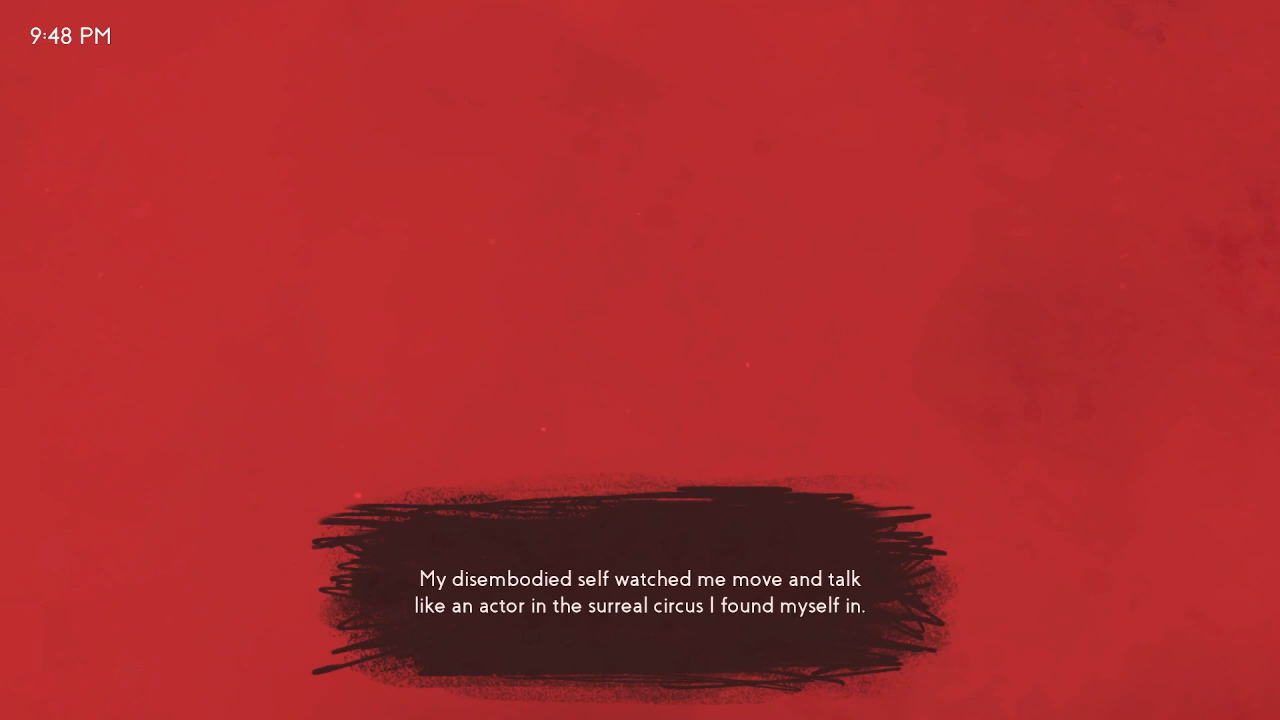 9:48 PM
My disembodied self watched me move and talk
like an actor in the surreal circus I found myself in.